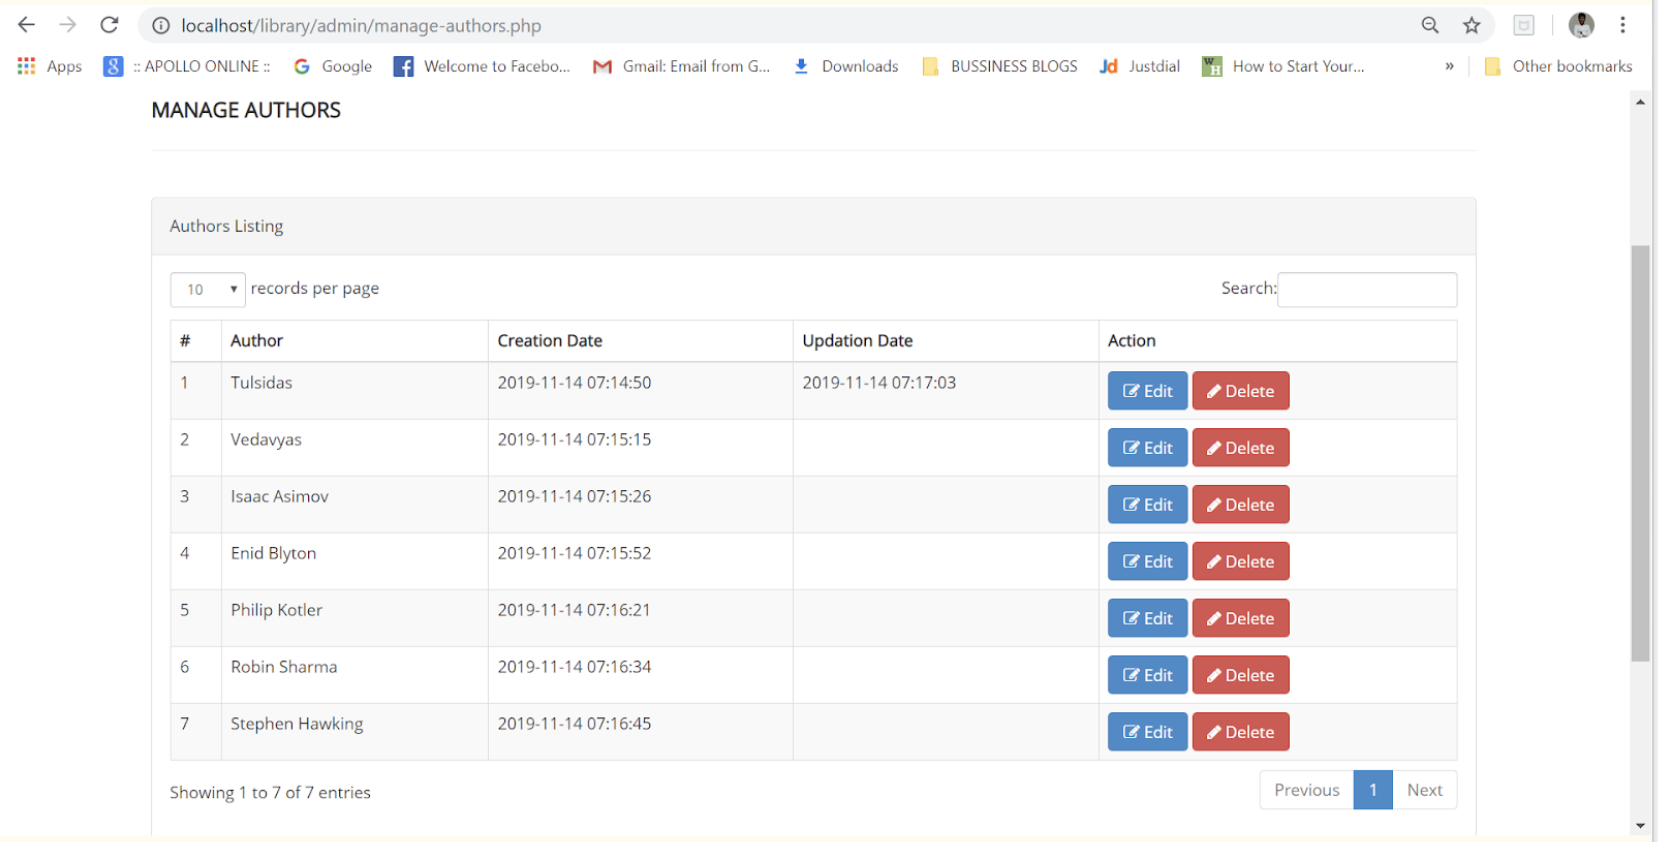 localhost/library/admin/manage-authors.php
Apps :: APOLLO ONLINE :: Google Welcome to Facebo... Gmail: Email from G... Downloads BUSSINESS BLOGS Jd Justdial How to Start Your... » Other bookmarks
MANAGE AUTHORS
Authors Listing
10 records per page Search:
# Author Creation Date Updation Date Action
1 Tulsidas 2019-11-14 07:14:50 2019-11-14 07:17:03 Edit Delete
2 Vedavyas 2019-11-14 07:15:15 Edit Delete
3 Isaac Asimov 2019-11-14 07:15:26 Edit Delete
4 Enid Blyton 2019-11-14 07:15:52 Edit Delete
5 Philip Kotler 2019-11-14 07:16:21 Edit Delete
6 Robin Sharma 2019-11-14 07:16:34 Edit Delete
7 Stephen Hawking 2019-11-14 07:16:45 Edit Delete
Showing 1 to 7 of 7 entries Previous 1 Next